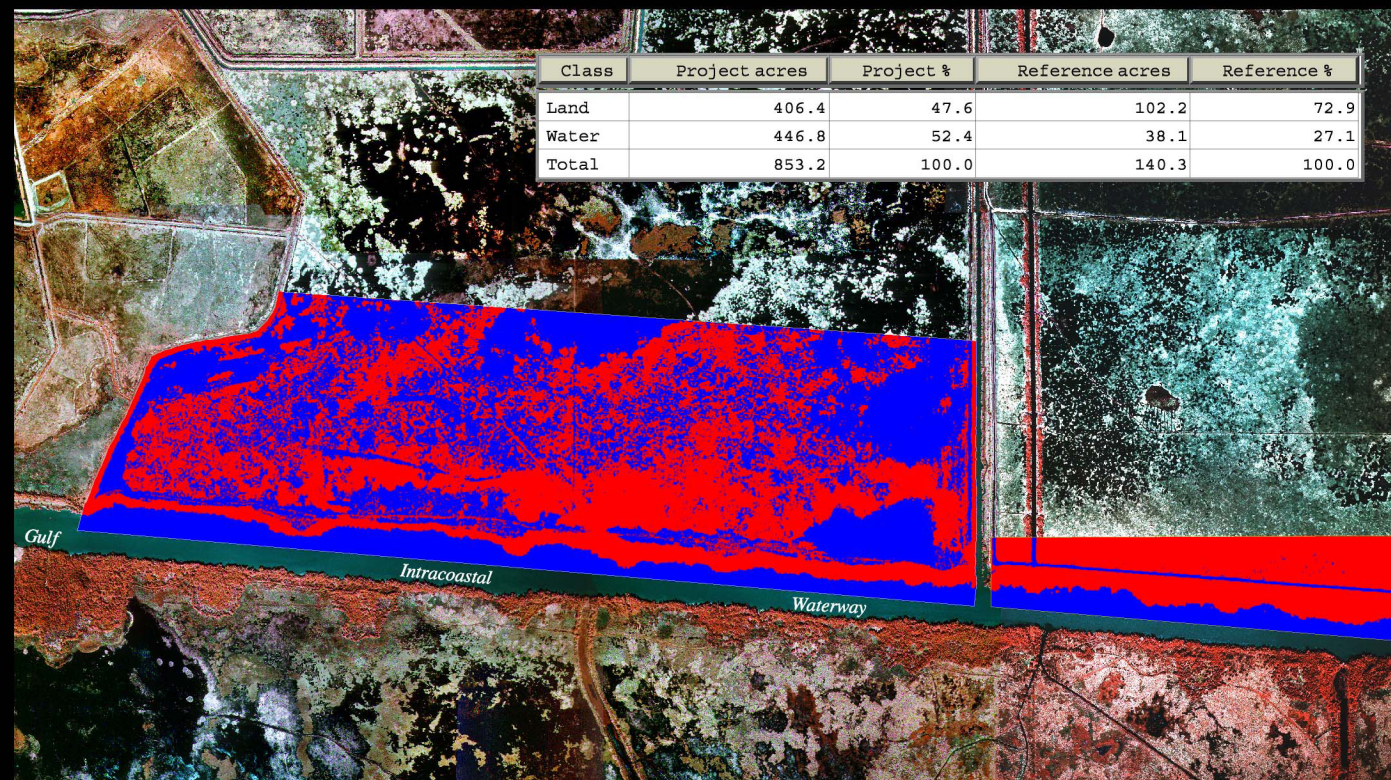 Class Project acres Project % Reference acres Reference %
Land 406.4 47.6 102.2 72.9
Water 446.8 52.4 38.1 27.1
Total 853.2 100.0 140.3 100.0
Gulf
Intracoastal
Waterway